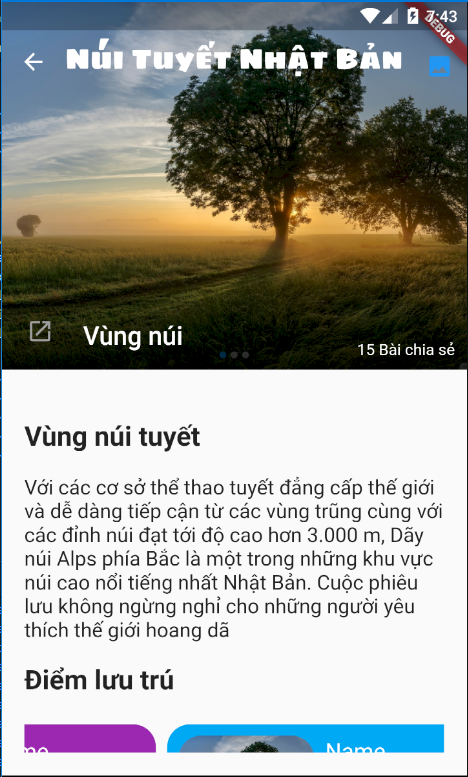 7:43
DEBUG
Núi Tuyết Nhật Bản
Vùng núi
15 Bài chia sẻ
Vùng núi tuyết
Với các cơ sở thể thao tuyết đẳng cấp thế giới
và dễ dàng tiếp cận từ các vùng trũng cùng với
các đỉnh núi đạt tới độ cao hơn 3.000 m, Dãy
núi Alps phía Bắc là một trong những khu vực
núi cao nổi tiếng nhất Nhật Bản. Cuộc phiêu
lưu không ngừng nghỉ cho những người yêu
thích thế giới hoang dã
Điểm lưu trú
Name